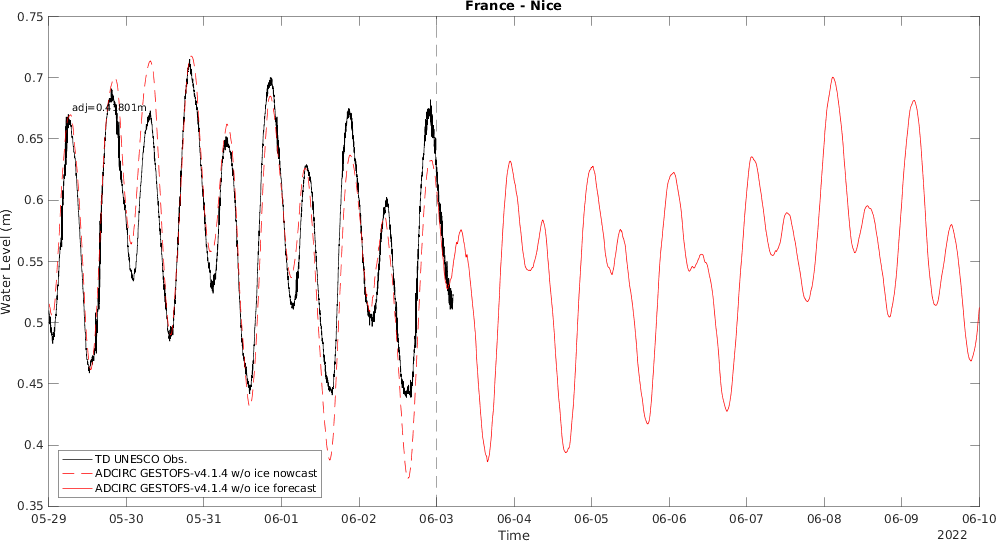 France - Nice
0.75
0.7
0.65
0.6
0.55
0.5
0.45
0.4
0.35
Water Level (m)
adj=0.41801m
TD UNESCO Obs.
ADCIRC GESTOFS-v4.1.4 w/o ice nowcast
ADCIRC GESTOFS-v4.1.4 w/o ice forecast
05-29 05-30 05-31 06-01 06-02 06-03 06-04 06-05 06-06 06-07 06-08 06-09 06-10
Time
2022